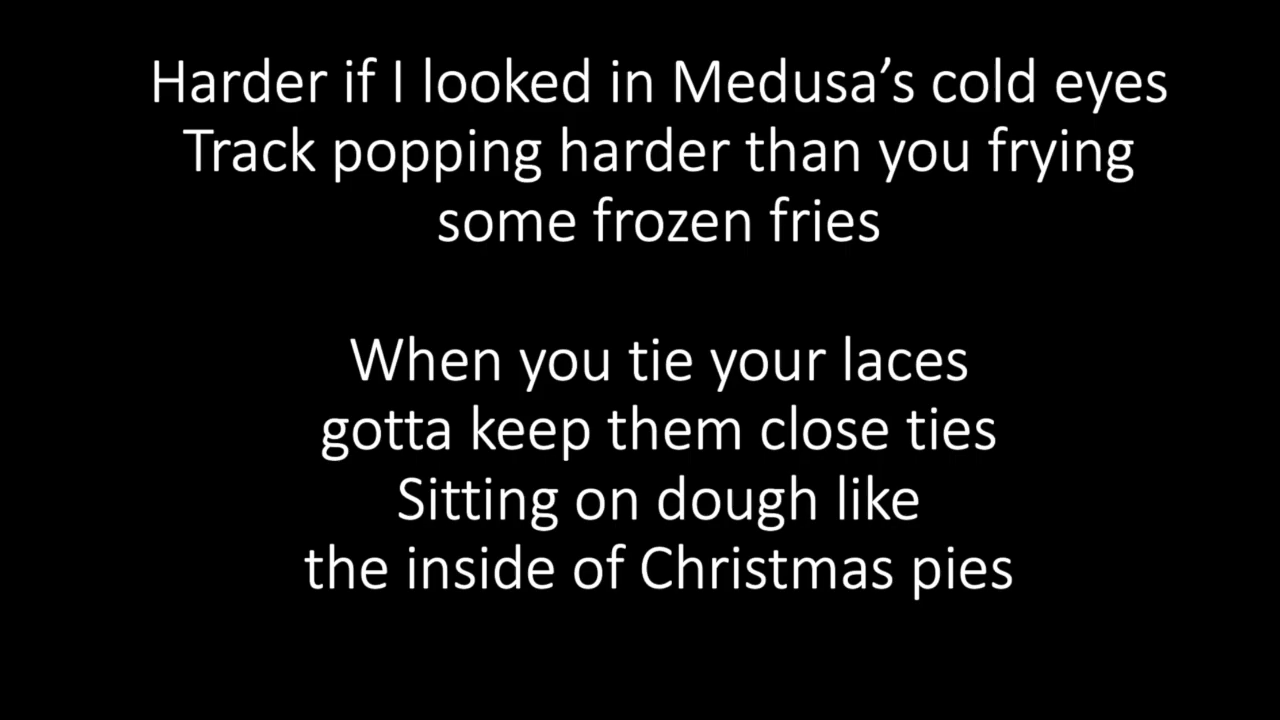 Harder if I looked in Medusa’s cold eyes
Track popping harder than you frying
some frozen fries
When you tie your laces
gotta keep them close ties
Sitting on dough like
the inside of Christmas pies